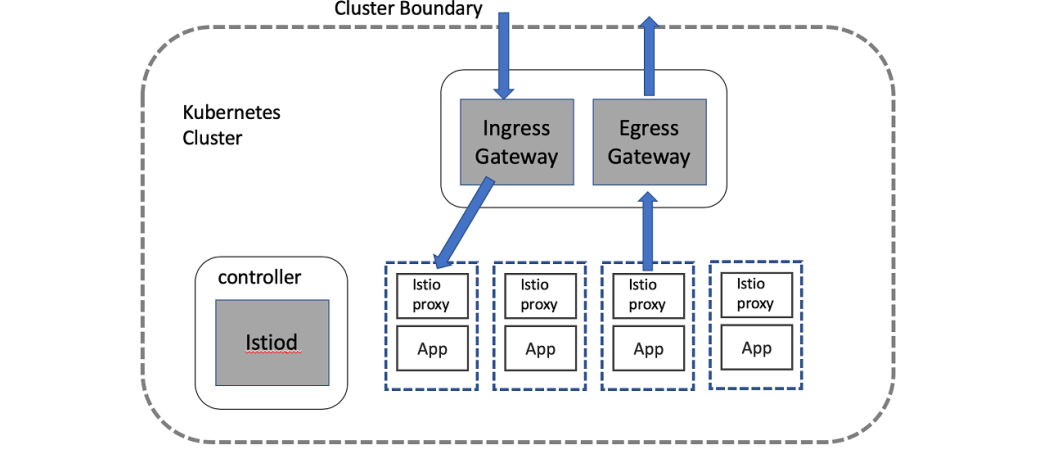 Cluster Boundary
Kubernetes
Cluster
Ingress
Gateway
Egress
Gateway
controller
Istiod
Istio
proxy
App
Istio
proxy
App
Istio
proxy
App
Istio
proxy
App